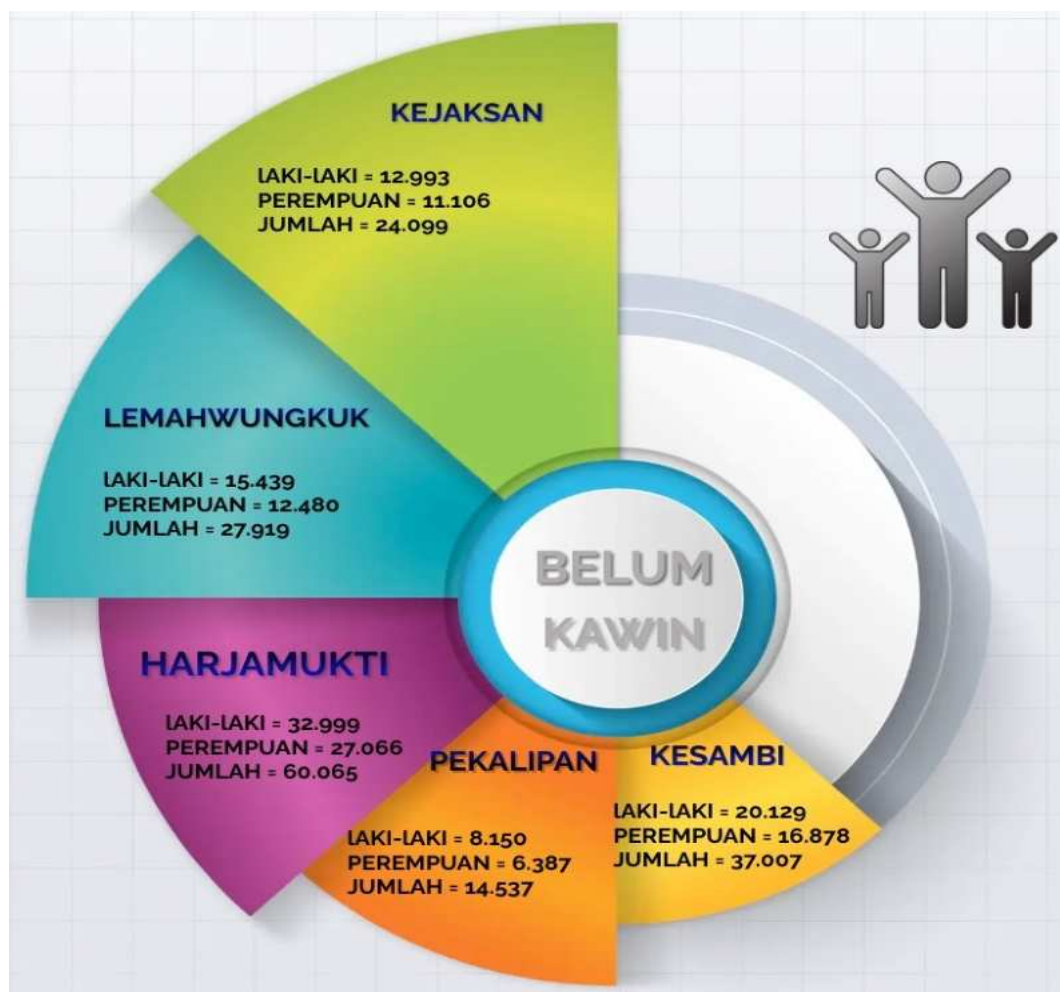 KEJAKSAN
LAKI-LAKI = 12.993
PEREMPUAN = 11.106
JUMLAH = 24.099
LEMAHWUNGKUK
LAKI-LAKI = 15.439
PEREMPUAN = 12.480
JUMLAH = 27.919
BELUM
KAWIN
HARJAMUKTI
LAKI-LAKI = 32.999
PEREMPUAN = 27.066
JUMLAH = 60.065
PEKALIPAN
LAKI-LAKI = 8.150
PEREMPUAN = 6.387
JUMLAH = 14.537
KESAMBI
LAKI-LAKI = 20.129
PEREMPUAN = 16.878
JUMLAH = 37.007